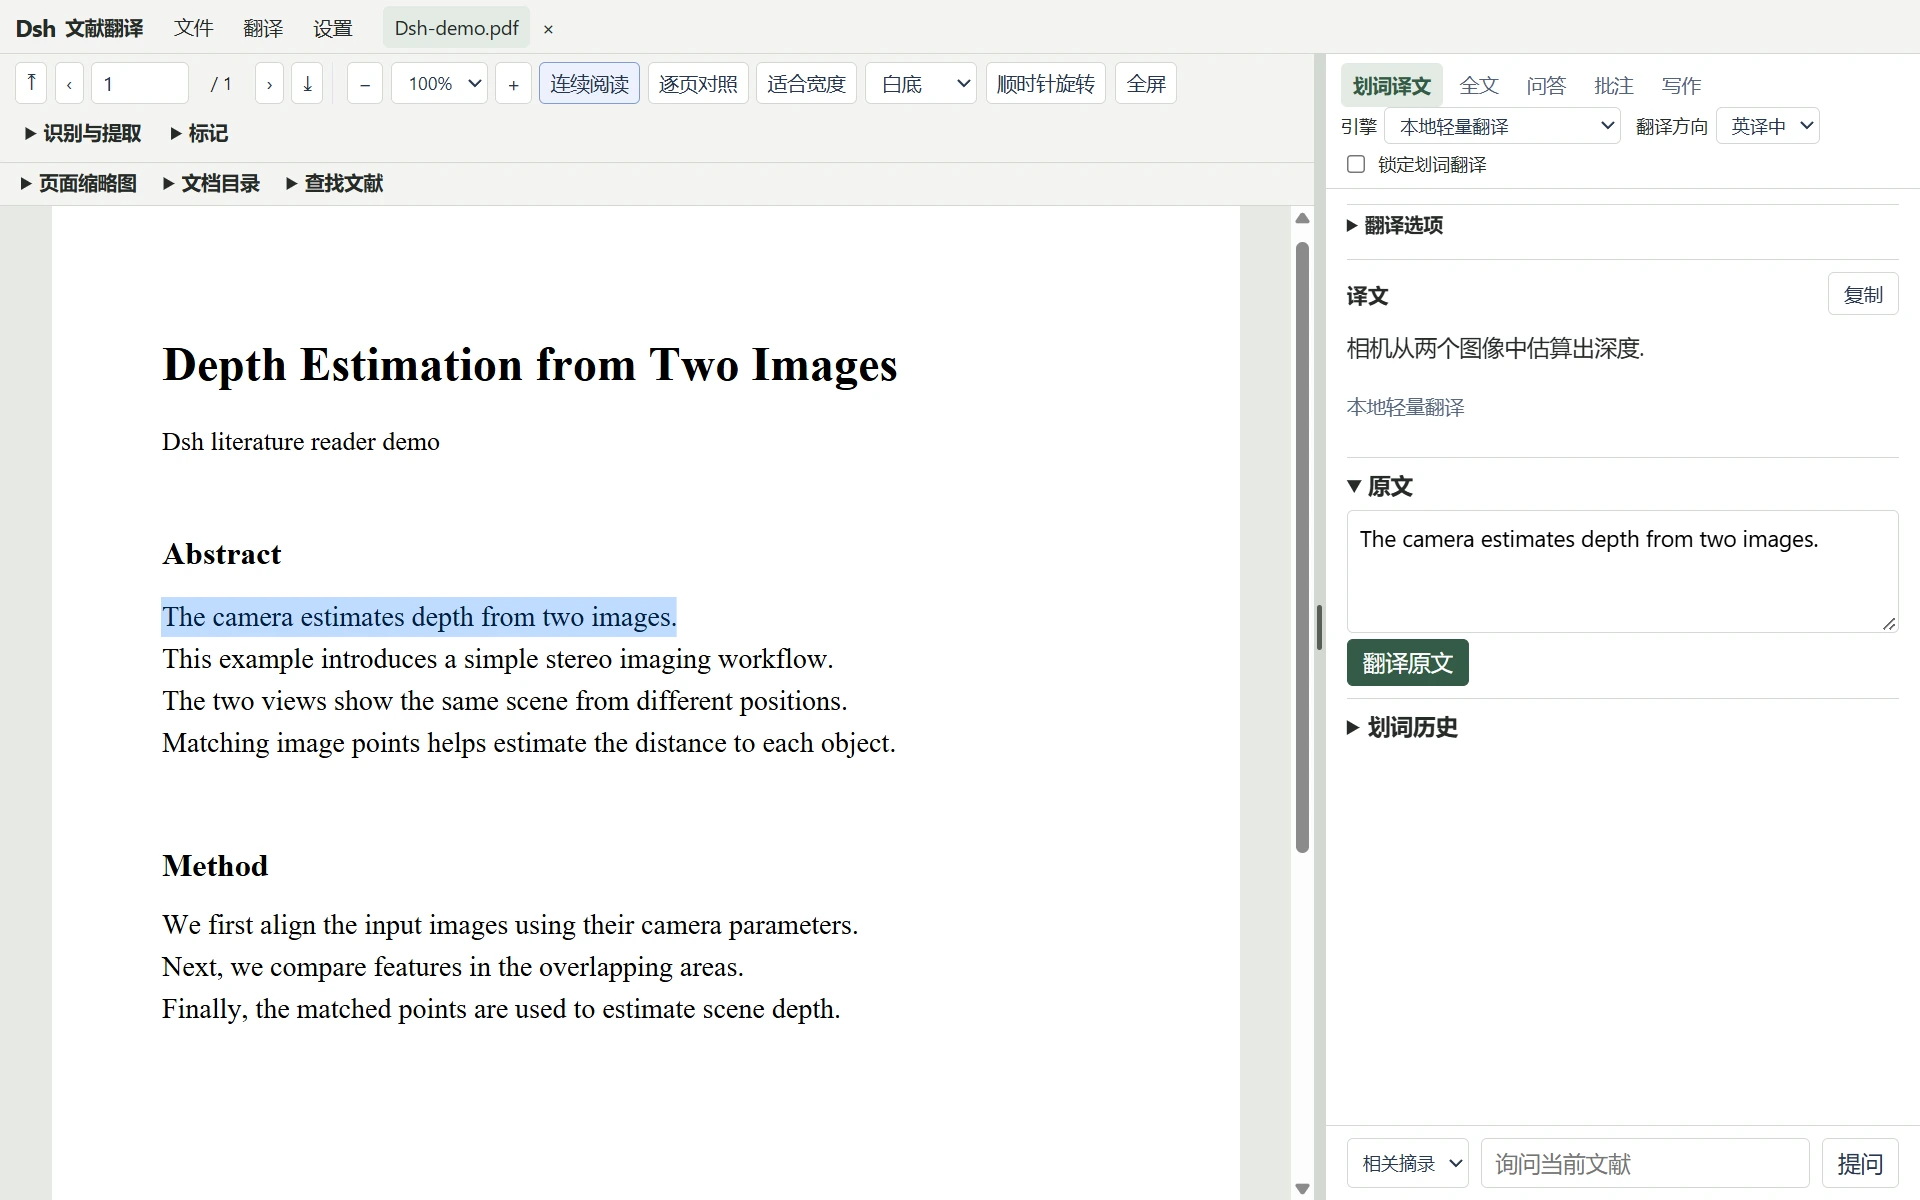 Dsh 文献翻译 文件 翻译 设置 Dsh-demo.pdf ×
⤒ ‹ 1 / 1 › ⤓ − 100% + 连续阅读 逐页对照 适合宽度 白底 顺时针旋转 全屏
▶ 识别与提取 ▶ 标记
▶ 页面缩略图 ▶ 文档目录 ▶ 查找文献
Depth Estimation from Two Images
Dsh literature reader demo
Abstract
The camera estimates depth from two images.
This example introduces a simple stereo imaging workflow.
The two views show the same scene from different positions.
Matching image points helps estimate the distance to each object.
Method
We first align the input images using their camera parameters.
Next, we compare features in the overlapping areas.
Finally, the matched points are used to estimate scene depth.
划词译文 全文 问答 批注 写作
引擎 本地轻量翻译 翻译方向 英译中
锁定划词翻译
▶ 翻译选项
译文 复制
相机从两个图像中估算出深度.
本地轻量翻译
▼ 原文
The camera estimates depth from two images.
翻译原文
▶ 划词历史
相关摘录 询问当前文献 提问